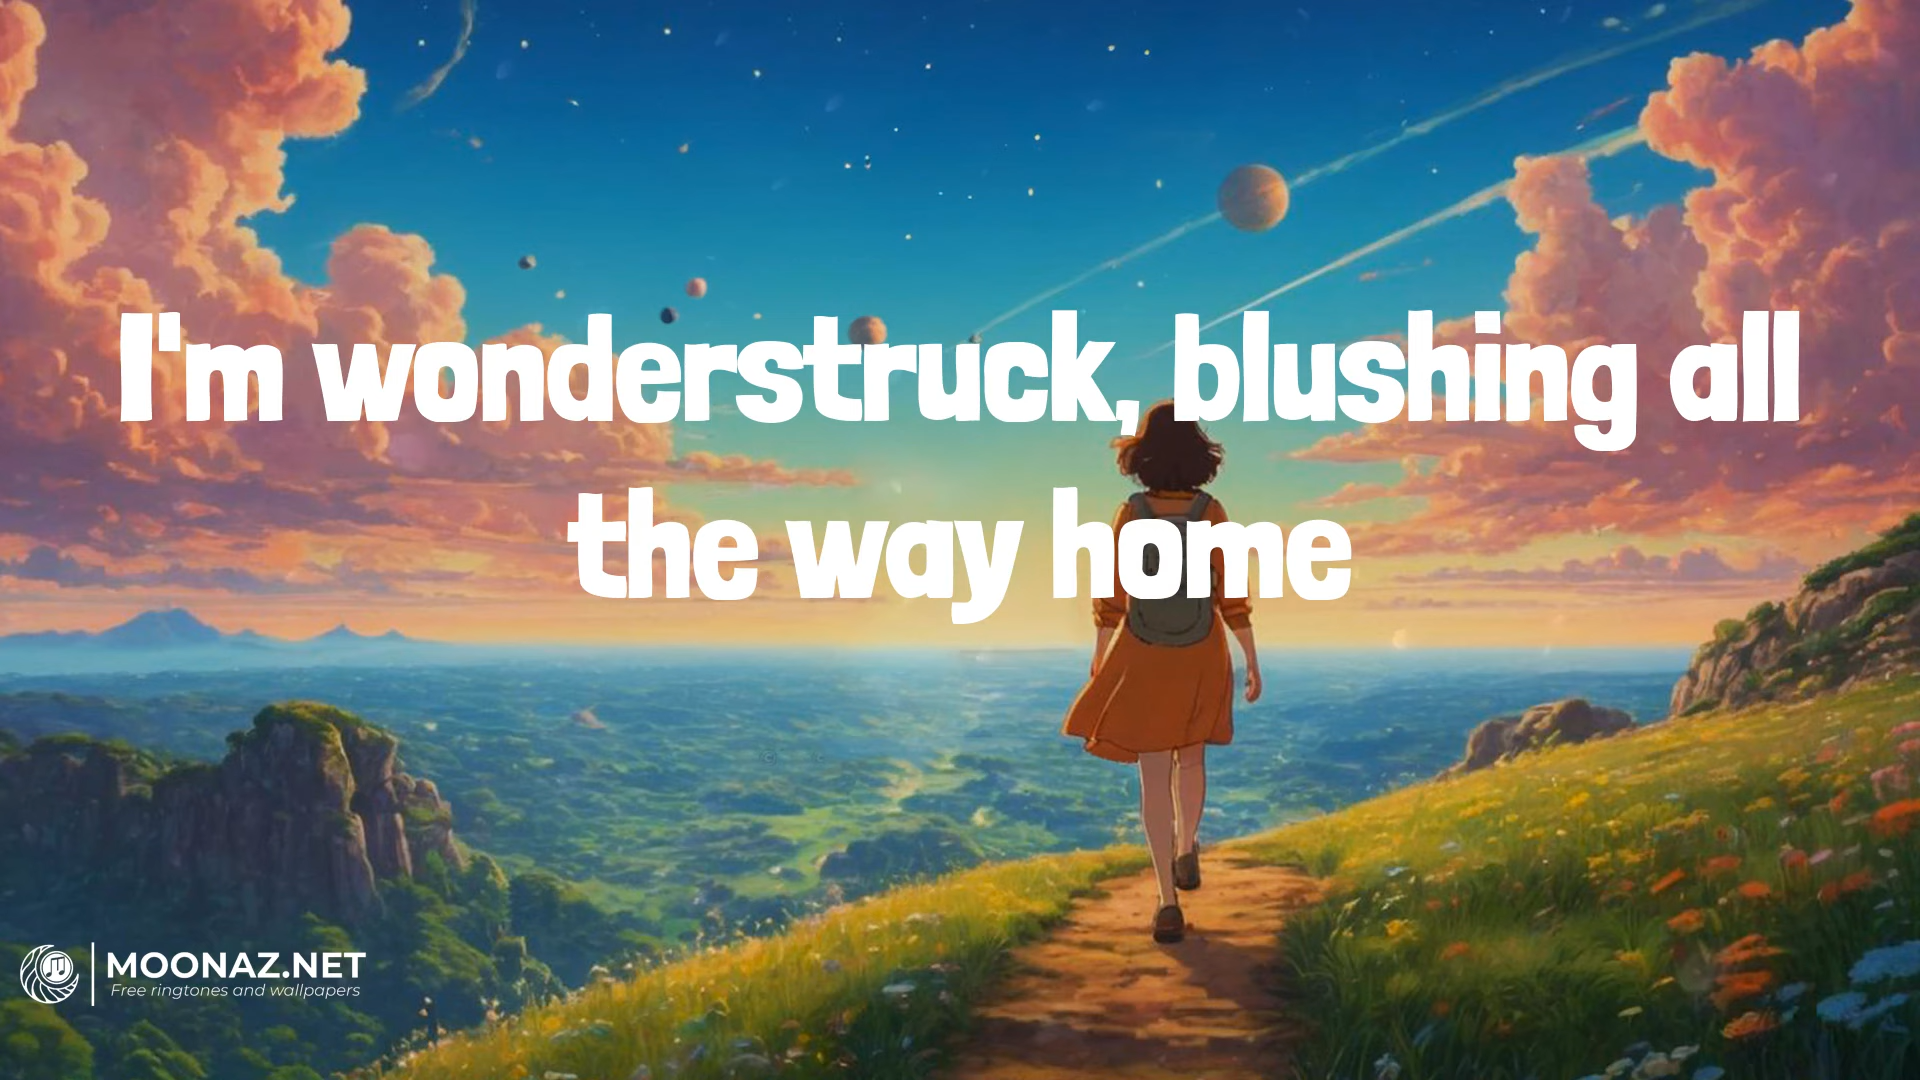 I'm wonderstruck, blushing all
the way home
MOONAZ.NET
Free ringtones and wallpapers